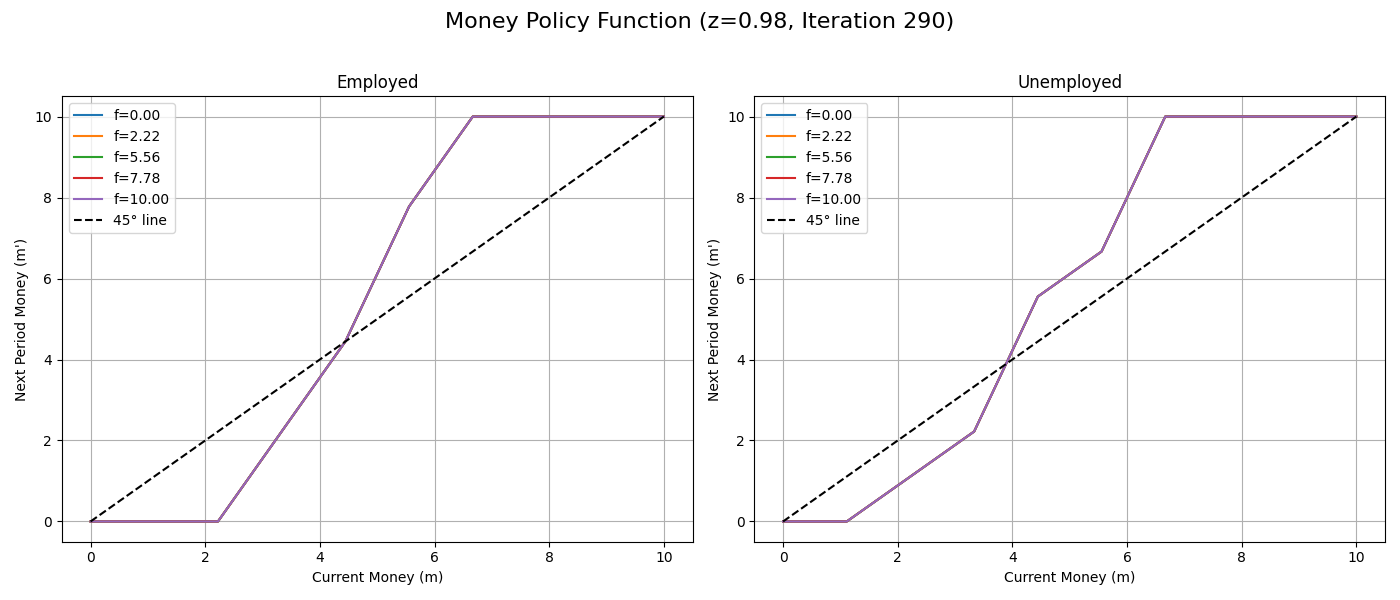 Money Policy Function (z=0.98, Iteration 290)
Employed
f=0.00
f=2.22
f=5.56
f=7.78
f=10.00
45° line
10
8
6
4
2
0
Next Period Money (m')
0 2 4 6 8 10
Current Money (m)
Unemployed
f=0.00
f=2.22
f=5.56
f=7.78
f=10.00
45° line
10
8
6
4
2
0
Next Period Money (m')
0 2 4 6 8 10
Current Money (m)